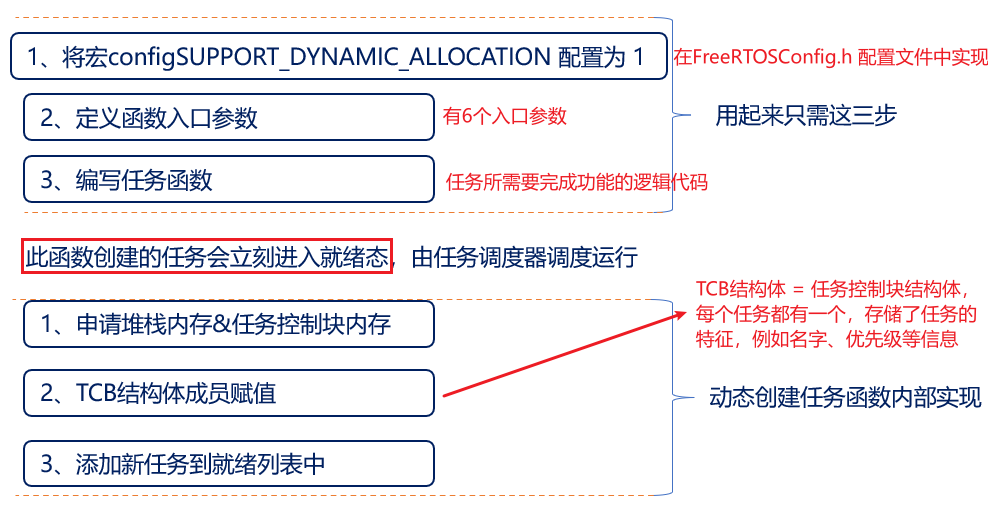 1、将宏configSUPPORT_DYNAMIC_ALLOCATION 配置为 1
在FreeRTOSConfig.h 配置文件中实现
2、定义函数入口参数
有6个入口参数
用起来只需这三步
3、编写任务函数
任务所需要完成功能的逻辑代码
此函数创建的任务会立刻进入就绪态，由任务调度器调度运行
1、申请堆栈内存&任务控制块内存
TCB结构体 = 任务控制块结构体，
每个任务都有一个，存储了任务的
特征，例如名字、优先级等信息
2、TCB结构体成员赋值
动态创建任务函数内部实现
3、添加新任务到就绪列表中